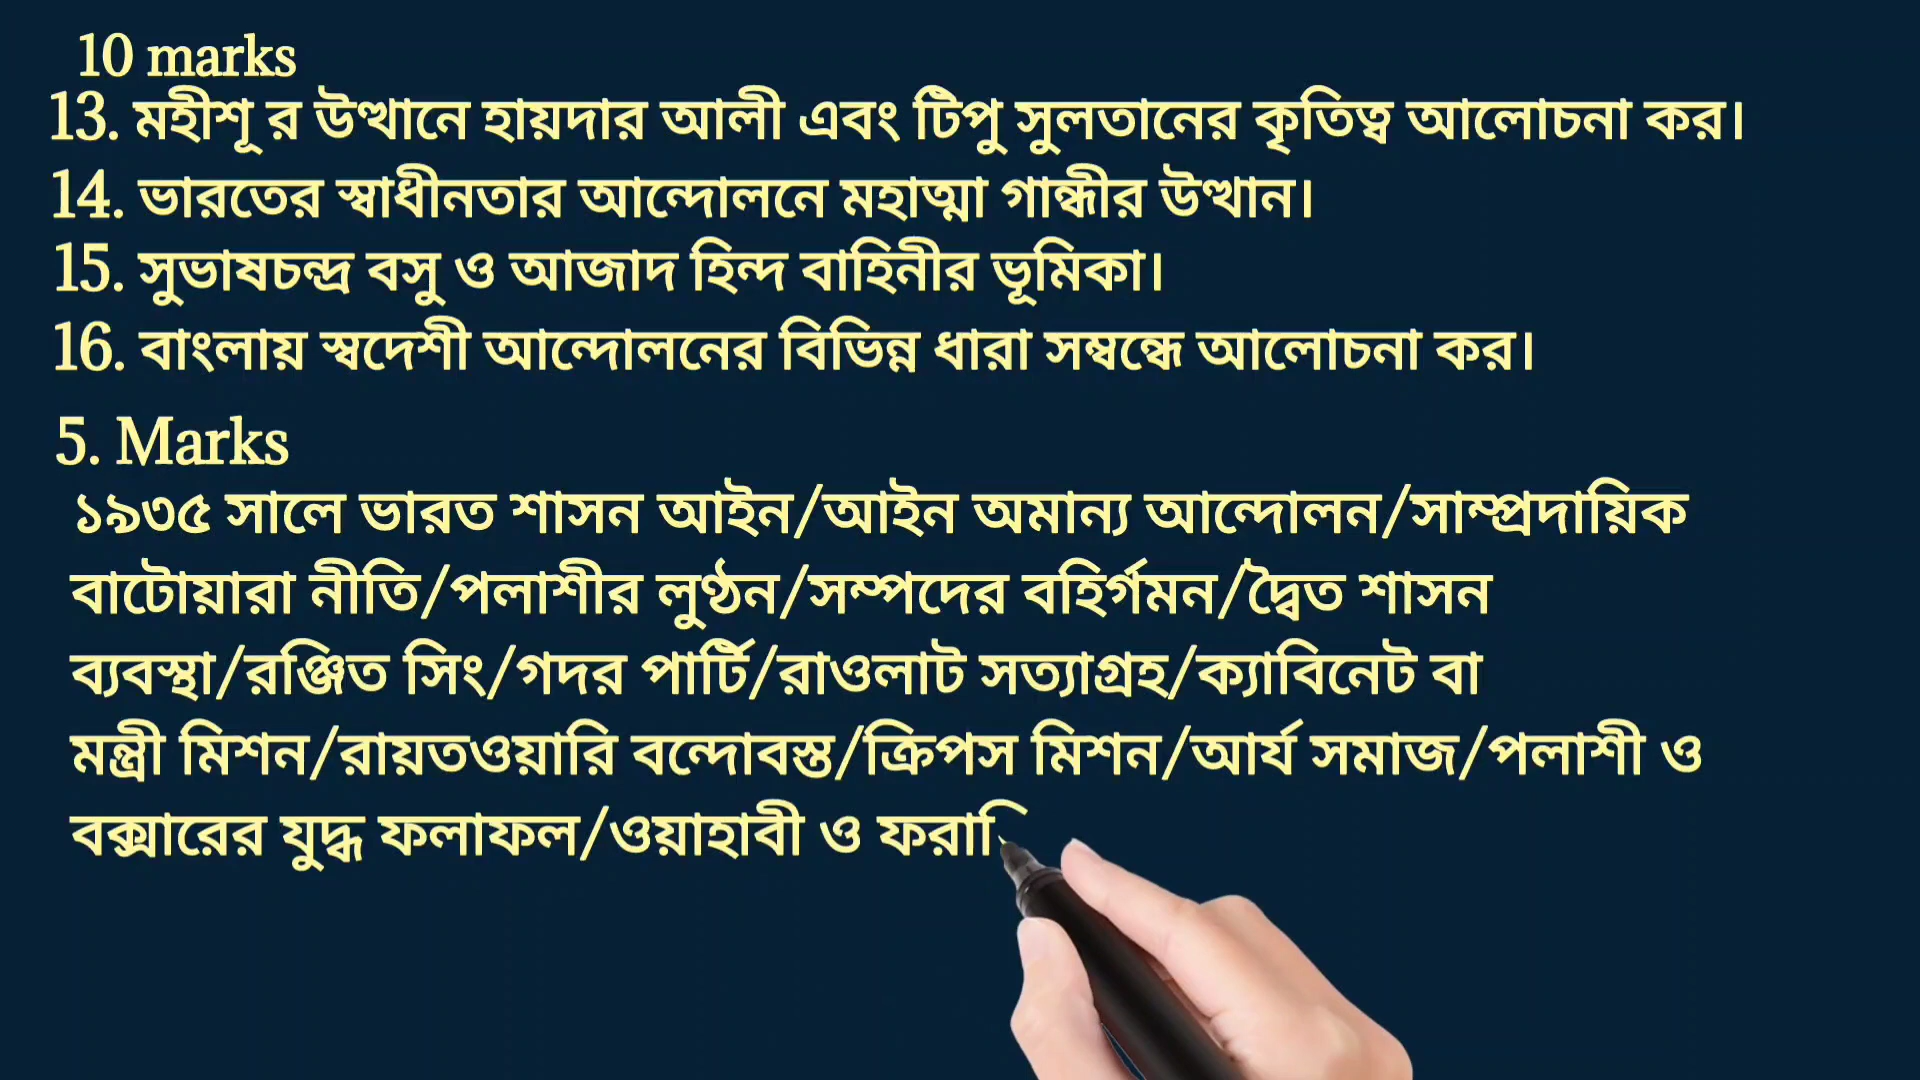 10 marks
13. মহীশূ র উত্থানে হায়দার আলী এবং টিপু সুলতানের কৃতিত্ব আলোচনা কর।
14. ভারতের স্বাধীনতার আন্দোলনে মহাত্মা গান্ধীর উত্থান।
15. সুভাষচন্দ্র বসু ও আজাদ হিন্দ বাহিনীর ভূমিকা।
16. বাংলায় স্বদেশী আন্দোলনের বিভিন্ন ধারা সম্বন্ধে আলোচনা কর।
5. Marks
১৯৩৫ সালে ভারত শাসন আইন/আইন অমান্য আন্দোলন/সাম্প্রদায়িক
বাটোয়ারা নীতি/পলাশীর লুণ্ঠন/সম্পদের বহির্গমন/দ্বৈত শাসন
ব্যবস্থা/রঞ্জিত সিং/গদর পার্টি/রাওলাট সত্যাগ্রহ/ক্যাবিনেট বা
মন্ত্রী মিশন/রায়তওয়ারি বন্দোবস্ত/ক্রিপস মিশন/আর্য সমাজ/পলাশী ও
বক্সারের যুদ্ধ ফলাফল/ওয়াহাবী ও